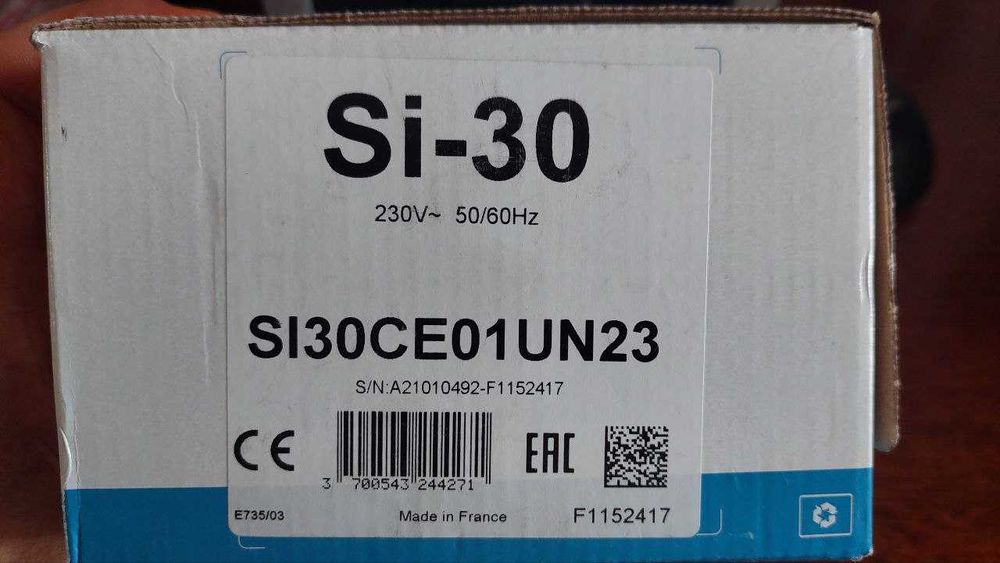 Si-30
230V~ 50/60Hz
SI30CE01UN23
S/N:A21010492-F1152417
CE
EAC
3 700543 244271
E735/03
Made in France
F1152417